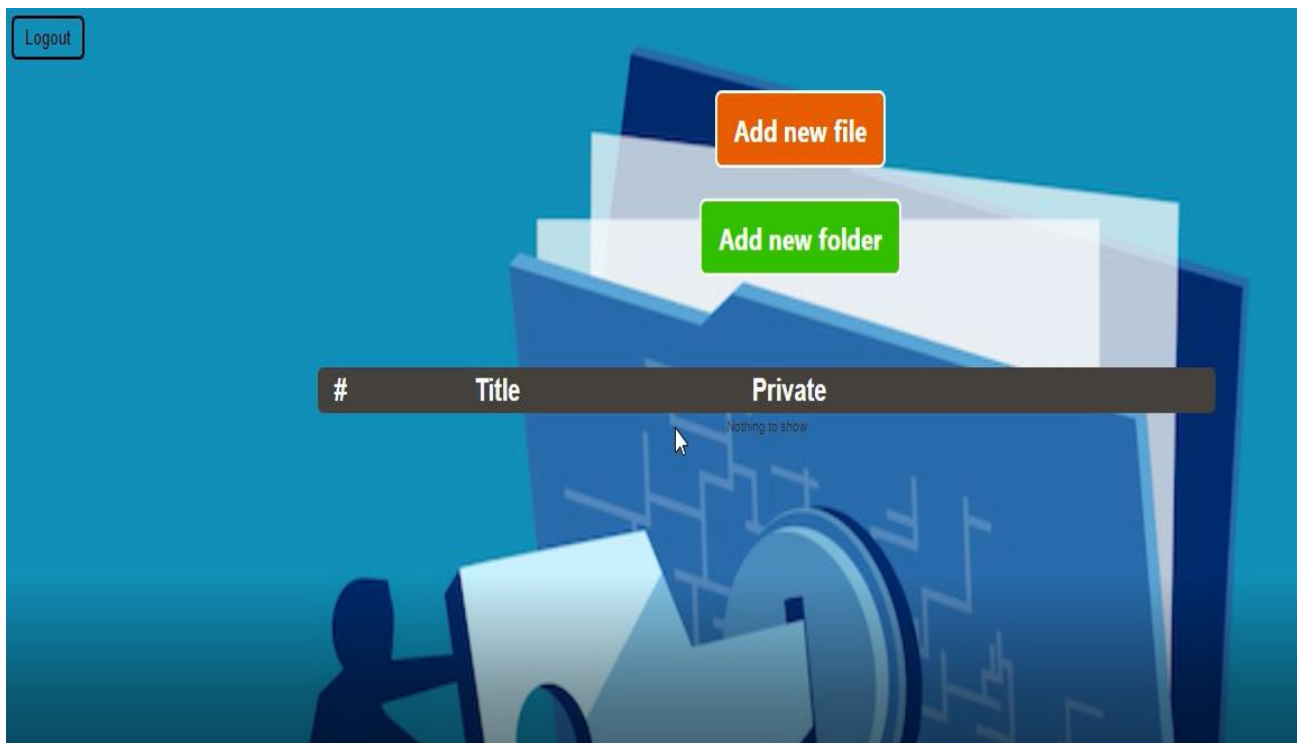 Logout
Add new file
Add new folder
# Title Private
Nothing to show